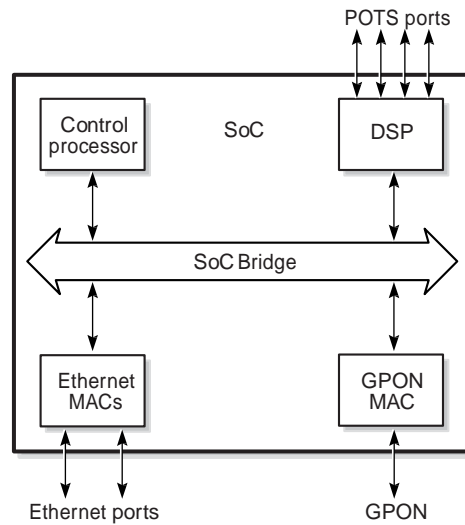 POTS ports
Control
processor
SoC
DSP
SoC Bridge
Ethernet
MACs
GPON
MAC
Ethernet ports
GPON